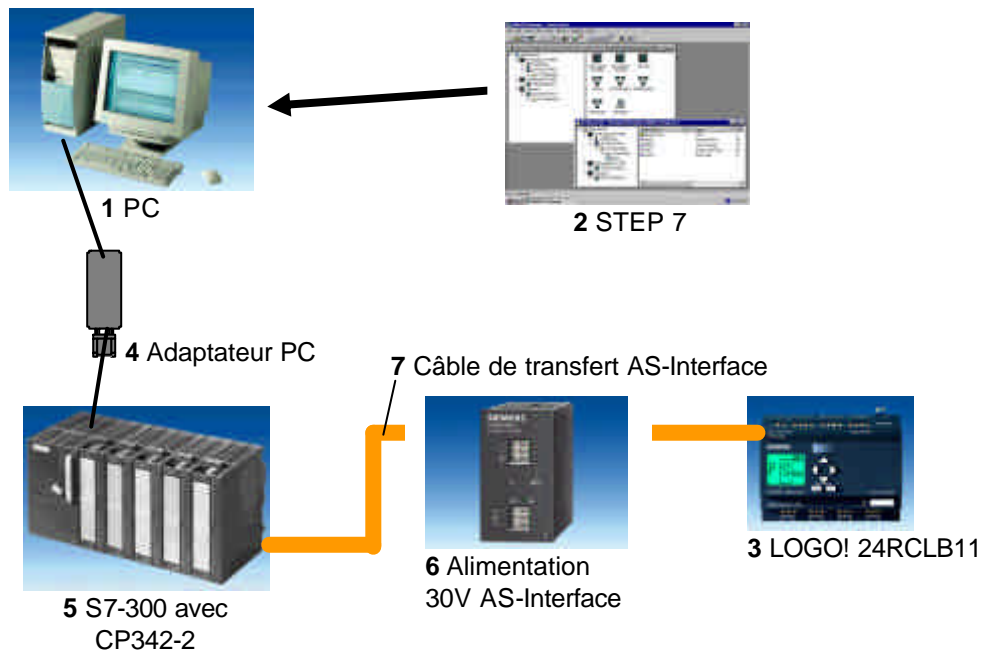 1 PC
2 STEP 7
4 Adaptateur PC
7 Câble de transfert AS-Interface
SIEMENS
5 S7-300 avec
CP342-2
6 Alimentation
30V AS-Interface
3 LOGO! 24RCLB11